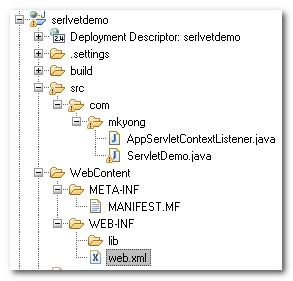 serlvetdemo
Deployment Descriptor: serlvetdemo
.settings
build
src
com
mkyong
AppServletContextListener.java
ServletDemo.java
WebContent
META-INF
MANIFEST.MF
WEB-INF
lib
web.xml